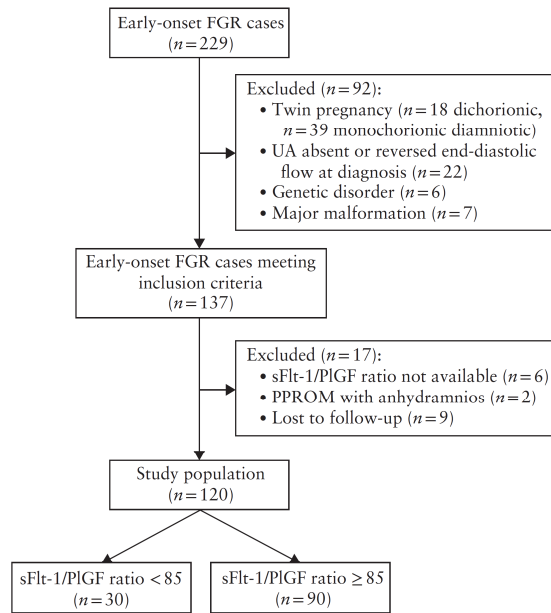 Early-onset FGR cases
(n=229)
Excluded (n=92):
• Twin pregnancy (n=18 dichorionic,
n=39 monochorionic diamniotic)
• UA absent or reversed end-diastolic
flow at diagnosis (n=22)
• Genetic disorder (n=6)
• Major malformation (n=7)
Early-onset FGR cases meeting
inclusion criteria
(n=137)
Excluded (n=17):
• sFlt-1/PlGF ratio not available (n=6)
• PPROM with anhydramnios (n=2)
• Lost to follow-up (n=9)
Study population
(n=120)
sFlt-1/PlGF ratio <85
(n=30)
sFlt-1/PlGF ratio ≥85
(n=90)